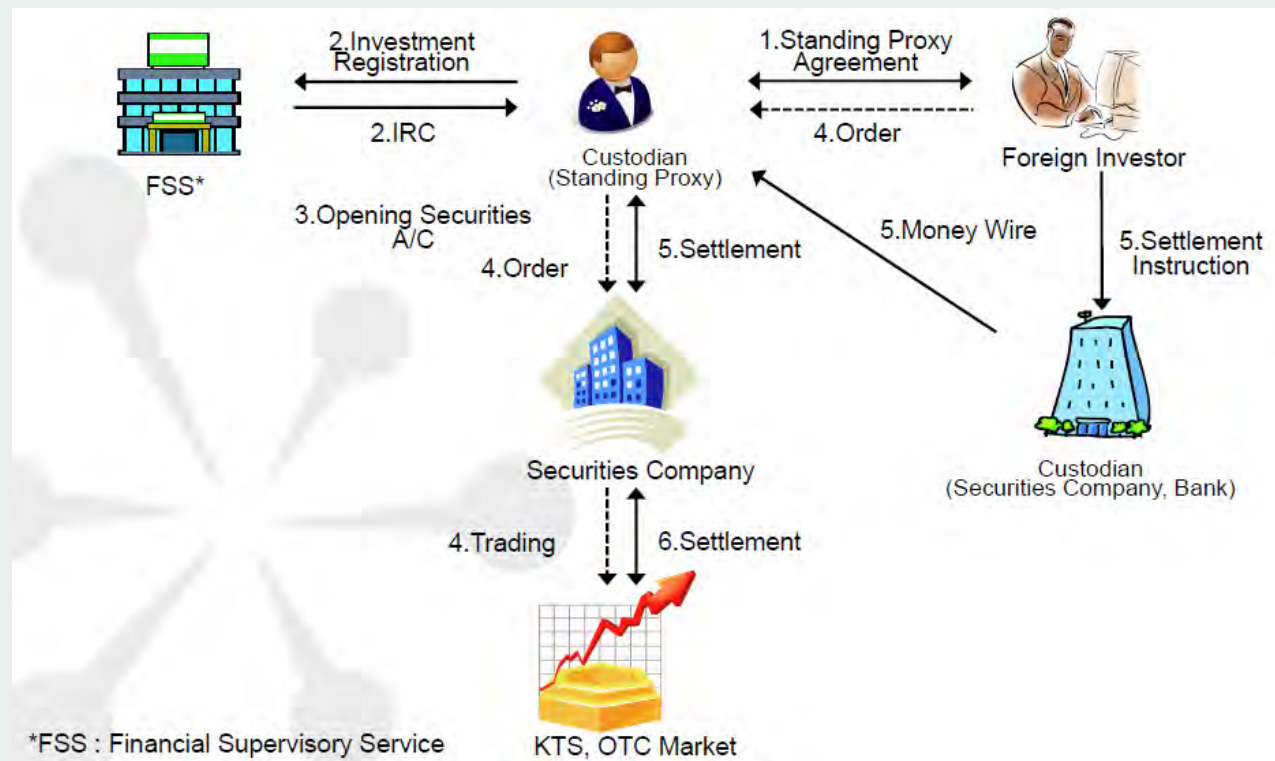 2.Investment
Registration
2.IRC
FSS*
Custodian
(Standing Proxy)
1.Standing Proxy
Agreement
4.Order
Foreign Investor
3.Opening Securities
A/C
4.Order
5.Settlement
5.Money Wire
5.Settlement
Instruction
Securities Company
Custodian
(Securities Company, Bank)
4.Trading
6.Settlement
KTS, OTC Market
*FSS : Financial Supervisory Service